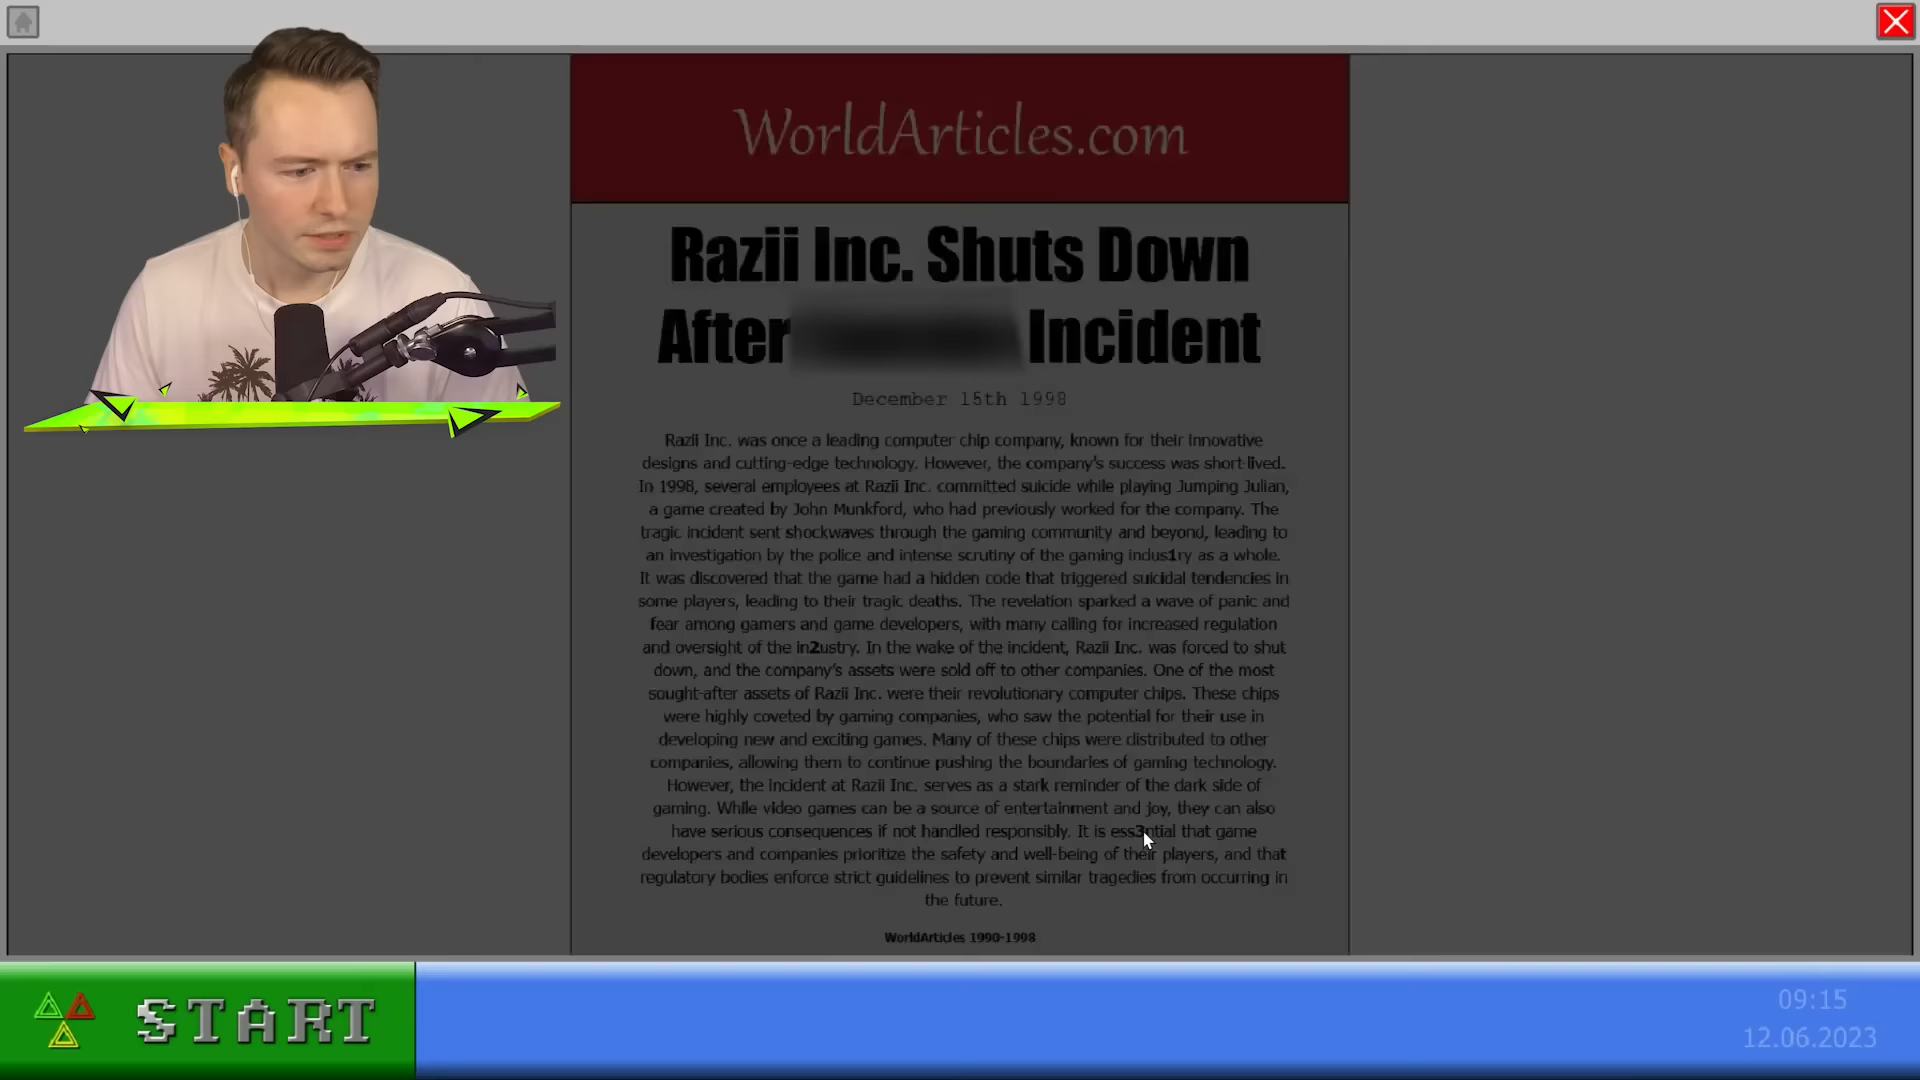 WorldArticles.com
Razii Inc. Shuts Down
After Incident
December 15th 1998
Razii Inc. was once a leading computer chip company, known for their innovative
designs and cutting-edge technology. However, the company's success was short-lived.
In 1998, several employees at Razii Inc. committed suicide while playing Jumping Julian,
a game created by John Munkford, who had previously worked for the company. The
tragic incident sent shockwaves through the gaming community and beyond, leading to
an investigation by the police and intense scrutiny of the gaming indus1ry as a whole.
It was discovered that the game had a hidden code that triggered suicidal tendencies in
some players, leading to their tragic deaths. The revelation sparked a wave of panic and
fear among gamers and game developers, with many calling for increased regulation
and oversight of the in2ustry. In the wake of the incident, Razii Inc. was forced to shut
down, and the company's assets were sold off to other companies. One of the most
sought-after assets of Razii Inc. were their revolutionary computer chips. These chips
were highly coveted by gaming companies, who saw the potential for their use in
developing new and exciting games. Many of these chips were distributed to other
companies, allowing them to continue pushing the boundaries of gaming technology.
However, the incident at Razii Inc. serves as a stark reminder of the dark side of
gaming. While video games can be a source of entertainment and joy, they can also
have serious consequences if not handled responsibly. It is ess3ntial that game
developers and companies prioritize the safety and well-being of their players, and that
regulatory bodies enforce strict guidelines to prevent similar tragedies from occurring in
the future.
WorldArticles 1990-1998
START
09:15
12.06.2023